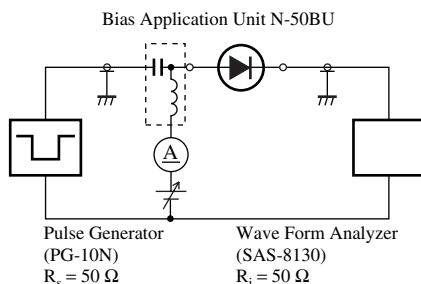 Bias Application Unit N-50BU
A
Pulse Generator
(PG-10N)
Rs = 50 Ω
Wave Form Analyzer
(SAS-8130)
Ri = 50 Ω